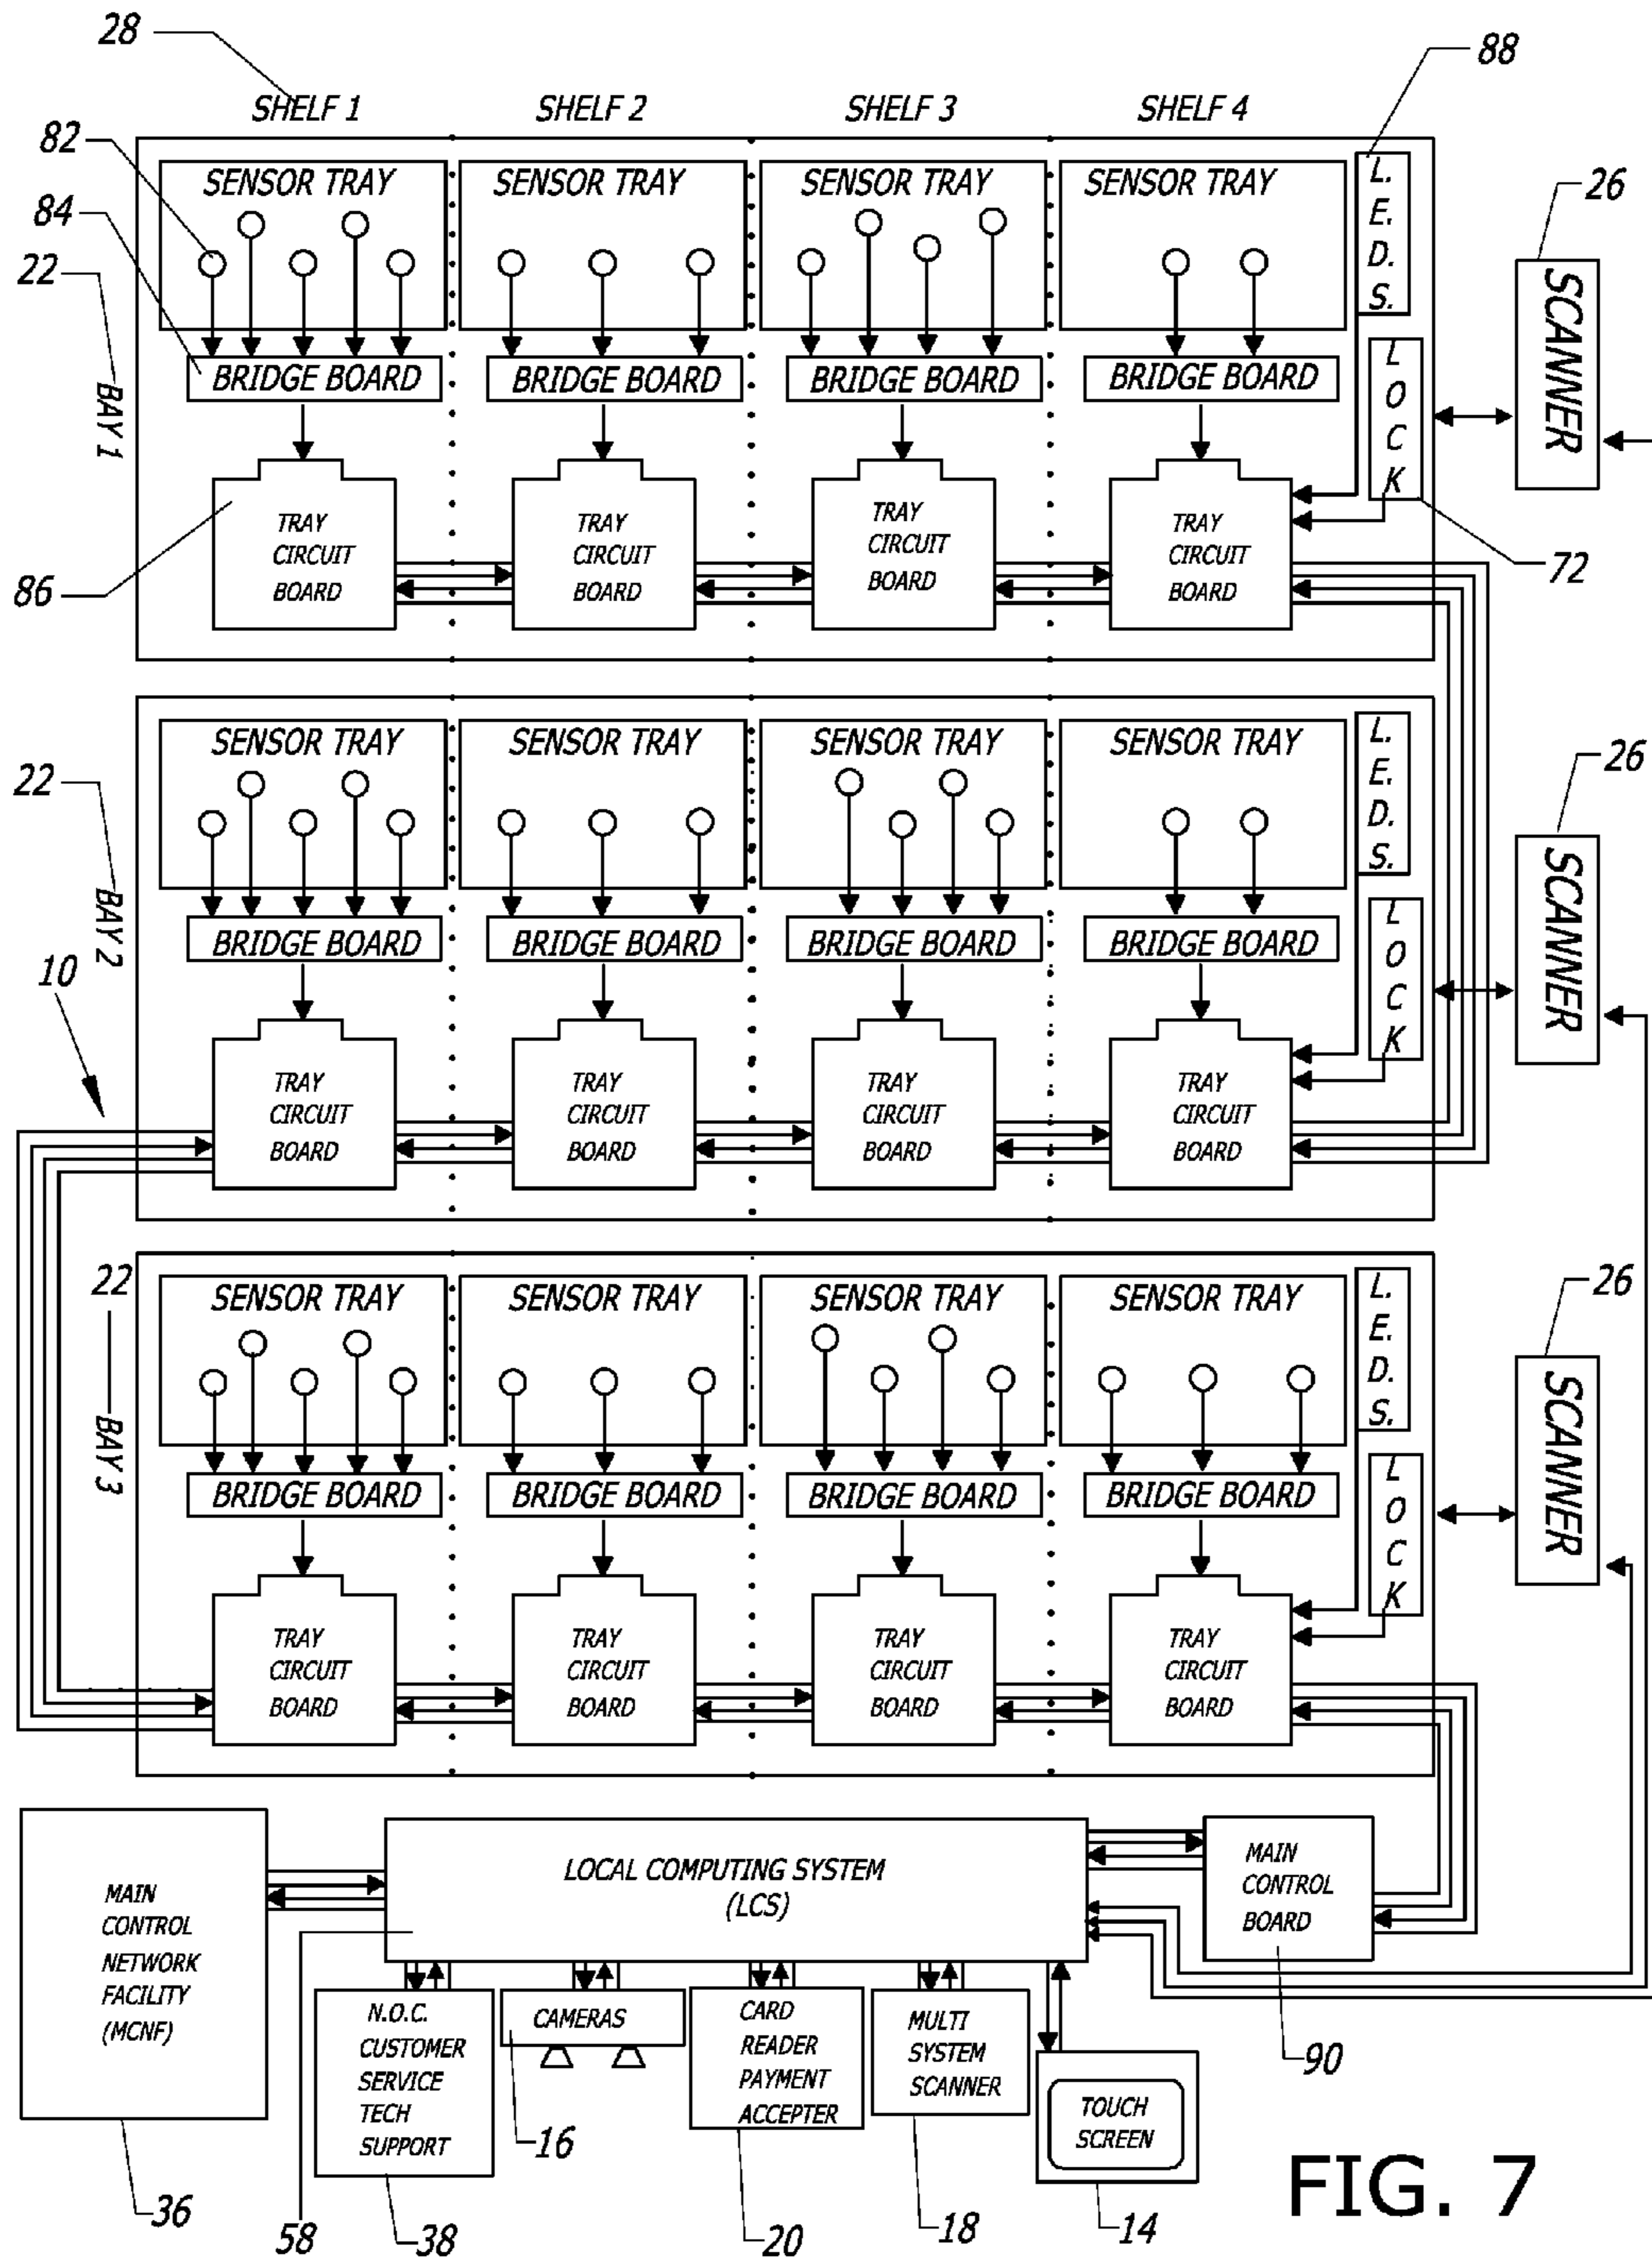 28
88
SHELF 1 SHELF 2 SHELF 3 SHELF 4
82
84
22
BAY 1
SENSOR TRAY SENSOR TRAY SENSOR TRAY SENSOR TRAY
L.E.D.S.
26
SCANNER
BRIDGE BOARD BRIDGE BOARD BRIDGE BOARD BRIDGE BOARD
LOCK
86
TRAY CIRCUIT BOARD
TRAY CIRCUIT BOARD
TRAY CIRCUIT BOARD
TRAY CIRCUIT BOARD
72
22
BAY 2
SENSOR TRAY SENSOR TRAY SENSOR TRAY SENSOR TRAY
L.E.D.S.
26
SCANNER
BRIDGE BOARD BRIDGE BOARD BRIDGE BOARD BRIDGE BOARD
LOCK
10
TRAY CIRCUIT BOARD
TRAY CIRCUIT BOARD
TRAY CIRCUIT BOARD
TRAY CIRCUIT BOARD
22
BAY 3
SENSOR TRAY SENSOR TRAY SENSOR TRAY SENSOR TRAY
L.E.D.S.
26
SCANNER
BRIDGE BOARD BRIDGE BOARD BRIDGE BOARD BRIDGE BOARD
LOCK
TRAY CIRCUIT BOARD
TRAY CIRCUIT BOARD
TRAY CIRCUIT BOARD
TRAY CIRCUIT BOARD
MAIN
CONTROL
NETWORK
FACILITY
(MCNF)
36
LOCAL COMPUTING SYSTEM
(LCS)
58
MAIN
CONTROL
BOARD
90
N.O.C.
CUSTOMER
SERVICE
TECH
SUPPORT
38
CAMERAS
16
CARD
READER
PAYMENT
ACCEPTER
20
MULTI
SYSTEM
SCANNER
18
TOUCH
SCREEN
14
FIG. 7